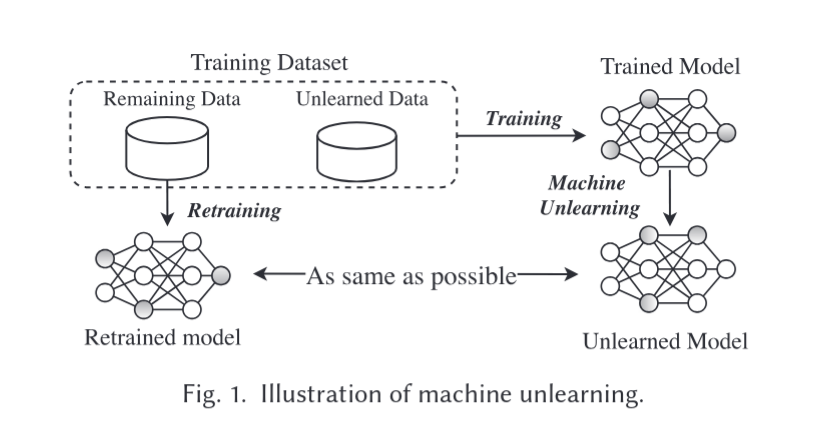 Training Dataset
Remaining Data
Unlearned Data
Training
Trained Model
Machine
Unlearning
Retraining
As same as possible
Retrained model
Unlearned Model
Fig. 1. Illustration of machine unlearning.